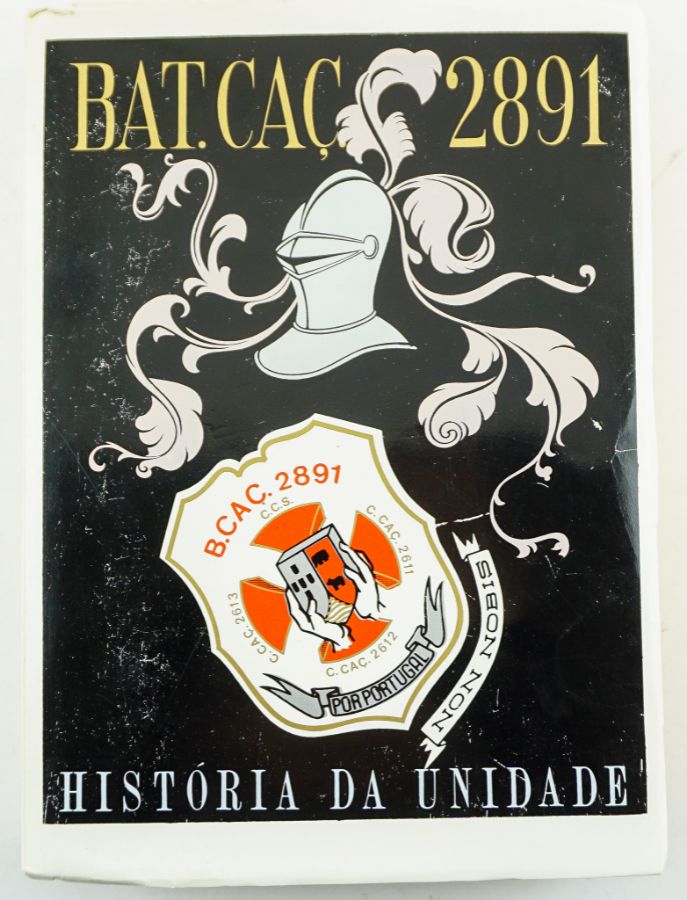 BAT. CAÇ. 2891
B.CAÇ. 2891
C.C.S.
C. CAÇ. 2611
C.CAÇ. 2613
C. CAÇ. 2612
POR PORTUGAL
NON NOBIS
HISTÓRIA DA UNIDADE